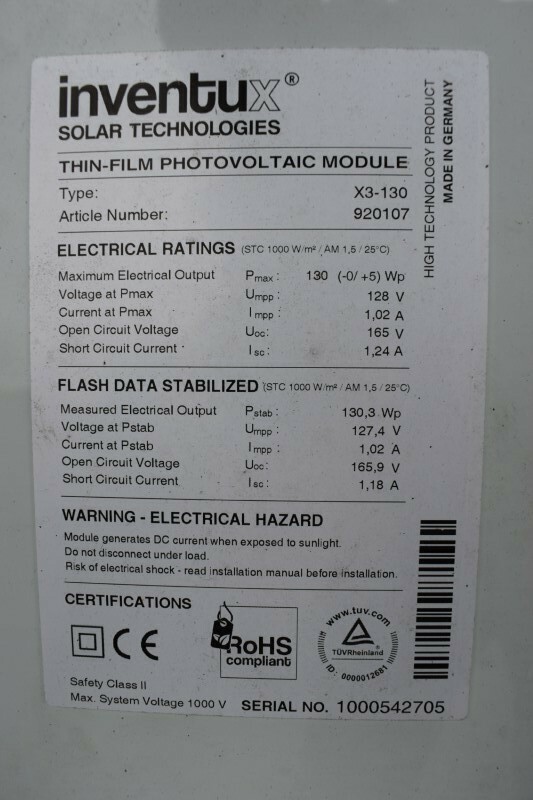 inventux®
SOLAR TECHNOLOGIES
THIN-FILM PHOTOVOLTAIC MODULE
Type: X3-130
Article Number: 920107
ELECTRICAL RATINGS (STC 1000 W/m² / AM 1,5 / 25°C)
Maximum Electrical Output Pmax : 130 (-0/ +5) Wp
Voltage at Pmax Umpp : 128 V
Current at Pmax Impp : 1,02 A
Open Circuit Voltage Uoc: 165 V
Short Circuit Current Isc : 1,24 A
FLASH DATA STABILIZED (STC 1000 W/m² / AM 1,5 / 25°C)
Measured Electrical Output Pstab : 130,3 Wp
Voltage at Pstab Umpp : 127,4 V
Current at Pstab Impp : 1,02 A
Open Circuit Voltage Uoc: 165,9 V
Short Circuit Current Isc : 1,18 A
WARNING - ELECTRICAL HAZARD
Module generates DC current when exposed to sunlight.
Do not disconnect under load.
Risk of electrical shock - read installation manual before installation.
CERTIFICATIONS
CE
RoHS
compliant
www.tuv.com
TÜVRheinland
ID: 0000012681
Safety Class II
Max. System Voltage 1000 V
SERIAL NO. 1000542705
HIGH TECHNOLOGY PRODUCT
MADE IN GERMANY